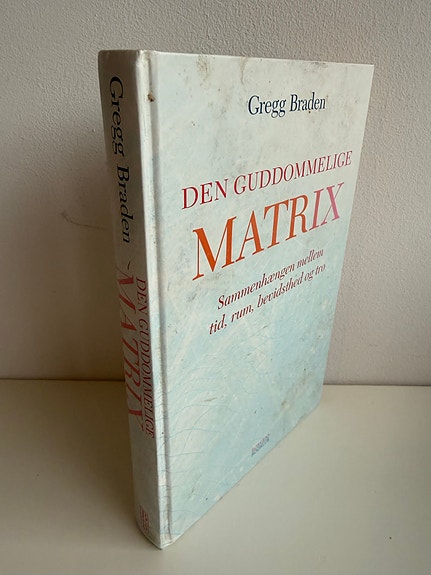 Gregg Braden
DEN GUDDOMMELIGE
MATRIX
Sammenhængen mellem
tid, rum, bevidsthed og tro
Gregg Braden
DEN GUDDOMMELIGE
MATRIX